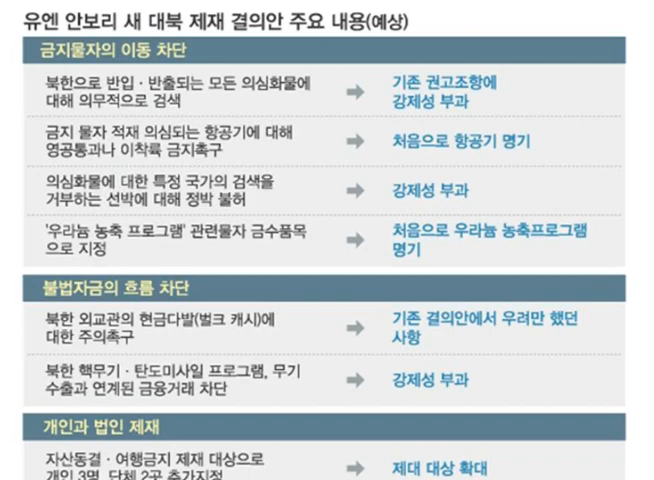 유엔 안보리 새 대북 제재 결의안 주요 내용(예상)
금지물자의 이동 차단
북한으로 반입 · 반출되는 모든 의심화물에
대해 의무적으로 검색
기존 권고조항에
강제성 부과
금지 물자 적재 의심되는 항공기에 대해
영공통과나 이착륙 금지촉구
처음으로 항공기 명기
의심화물에 대한 특정 국가의 검색을
거부하는 선박에 대해 정박 불허
강제성 부과
'우라늄 농축 프로그램' 관련물자 금수품목
으로 지정
처음으로 우라늄 농축프로그램
명기
불법자금의 흐름 차단
북한 외교관의 현금다발(벌크 캐시)에
대한 주의촉구
기존 결의안에서 우려만 했던
사항
북한 핵무기 · 탄도미사일 프로그램, 무기
수출과 연계된 금융거래 차단
강제성 부과
개인과 법인 제재
자산동결 · 여행금지 제재 대상으로
개인 3명, 단체 2곳 추가지정
제대 대상 확대